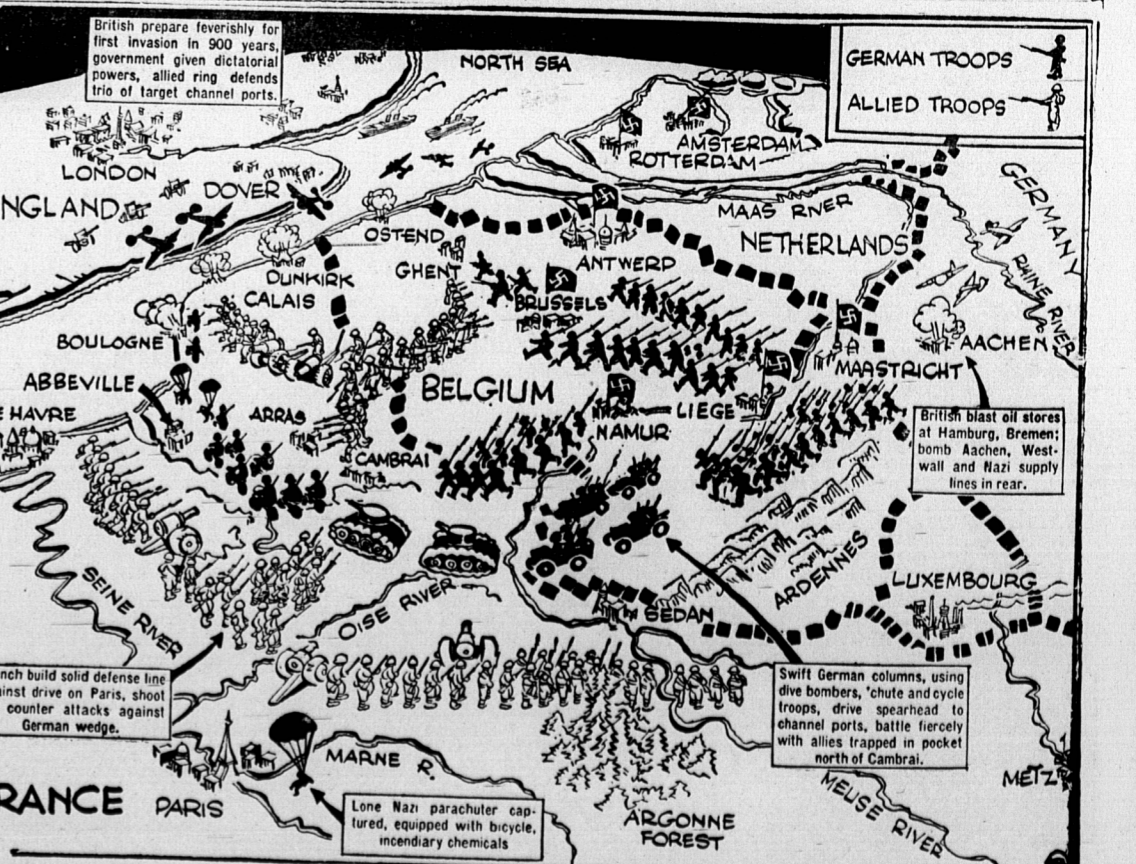 British prepare feverishly for
first invasion in 900 years,
government given dictatorial
powers, allied ring defends
trio of target channel ports.
NORTH SEA
GERMAN TROOPS
ALLIED TROOPS
AMSTERDAM
ROTTERDAM
LONDON
DOVER
NGLAND
GERMANY
MAAS RIVER
OSTEND
NETHERLANDS
DUNKIRK
GHENT
ANTWERD
RHINE RIVER
CALAIS
BRUSSELS
BOULOGNE
AACHEN
MAASTRICHT
ABBEVILLE
BELGIUM
E HAVRE
ARRAS
LIEGE
NAMUR
British blast oil stores
at Hamburg, Bremen;
bomb Aachen, West-
wall and Nazi supply
lines in rear.
CAMBRAI
SEINE RIVER
OISE RIVER
ARDENNES
LUXEMBOURG
SEDAN
nch build solid defense line
inst drive on Paris, shoot
counter attacks against
German wedge.
Swift German columns, using
dive bombers, 'chute and cycle
troops, drive spearhead to
channel ports, battle fiercely
with allies trapped in pocket
north of Cambrai.
MARNE R.
METZ
RANCE
PARIS
Lone Nazi parachuter cap-
tured, equipped with bicycle,
incendiary chemicals
ARGONNE
FOREST
MEUSE RIVER